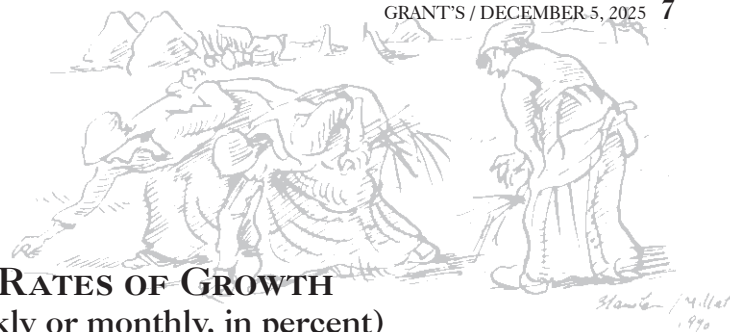 GRANT'S / DECEMBER 5, 2025 7
RATES OF GROWTH
kly or monthly, in percent)